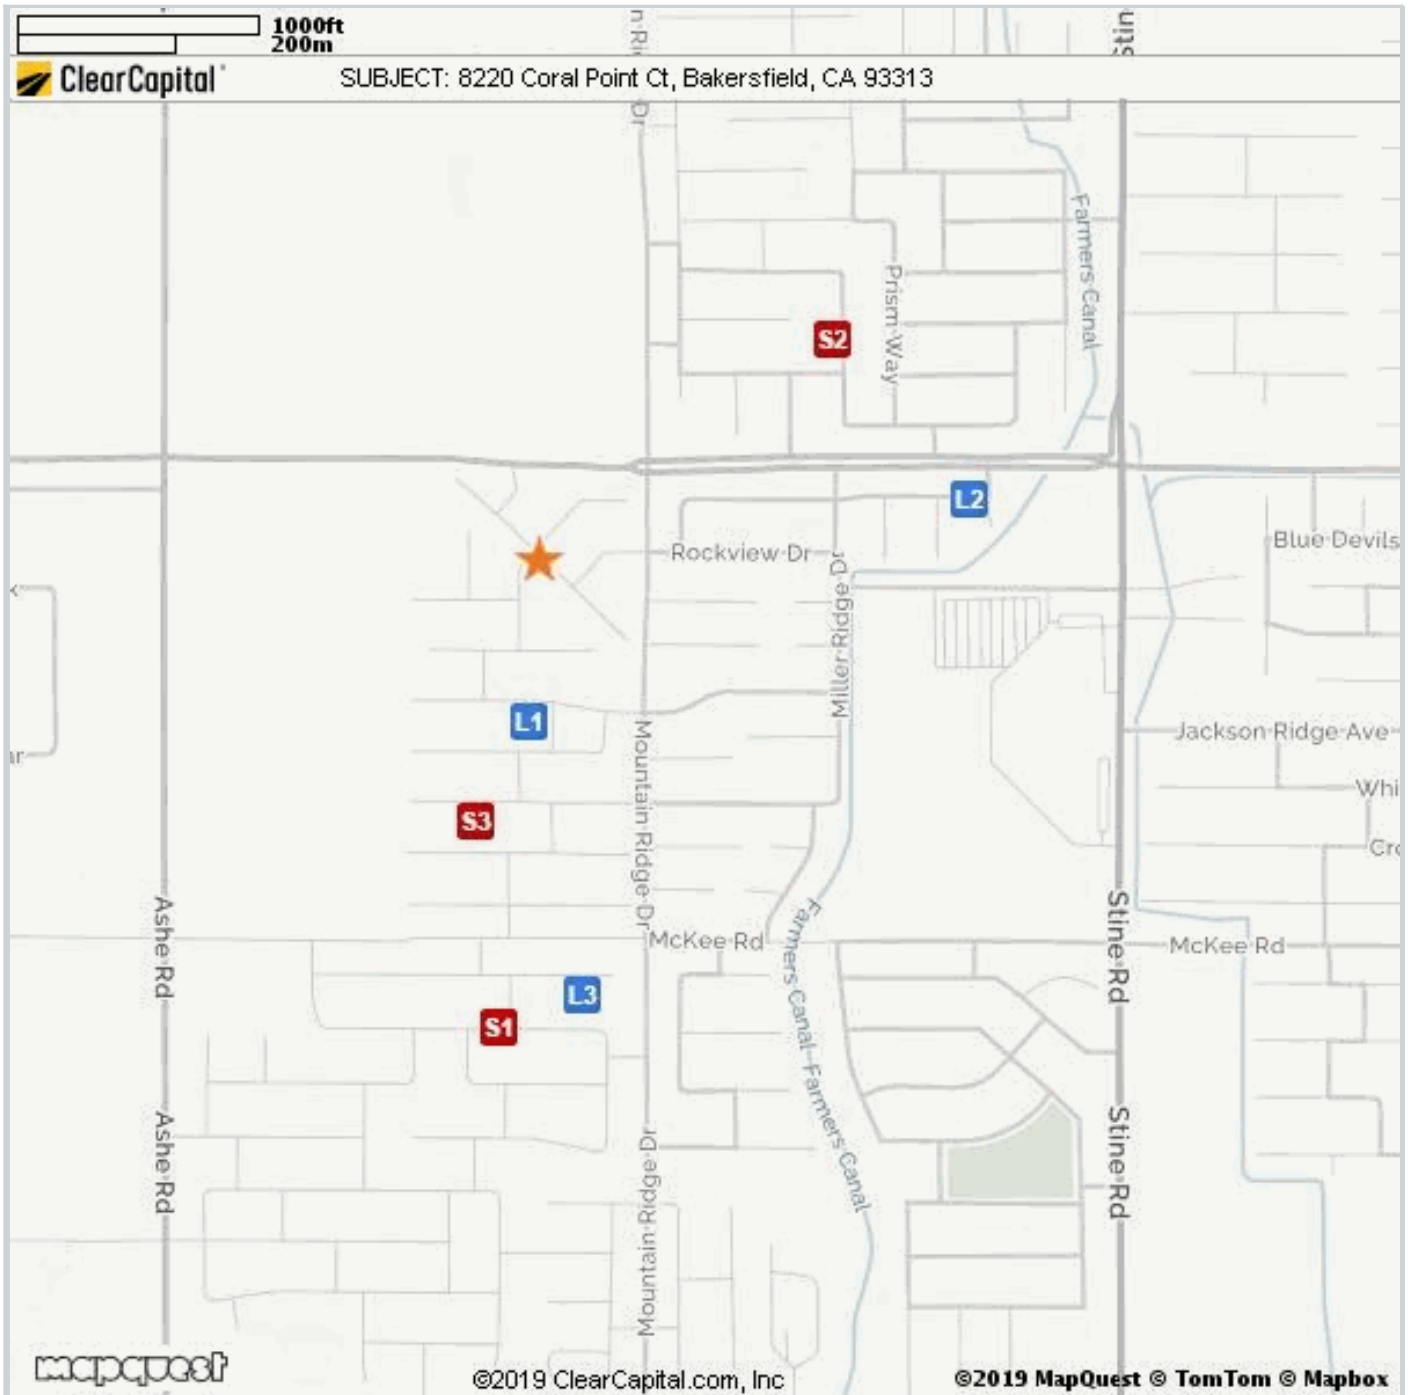 1000ft
200m
ClearCapital
SUBJECT: 8220 Coral Point Ct, Bakersfield, CA 93313
Dr
Farmers Canal
Prism Way
S2
L2
Rockview Dr
Blue Devils
Miller Ridge Dr
L1
Mountain Ridge Dr
Jackson Ridge Ave
Whi
S3
Cro
Ashe Rd
Stine Rd
McKee Rd
McKee Rd
Farmers Canal
Farmers Canal
L3
S1
Ashe Rd
Stine Rd
Mountain Ridge Dr
mapquest
©2019 ClearCapital.com, Inc
©2019 MapQuest © TomTom © Mapbox